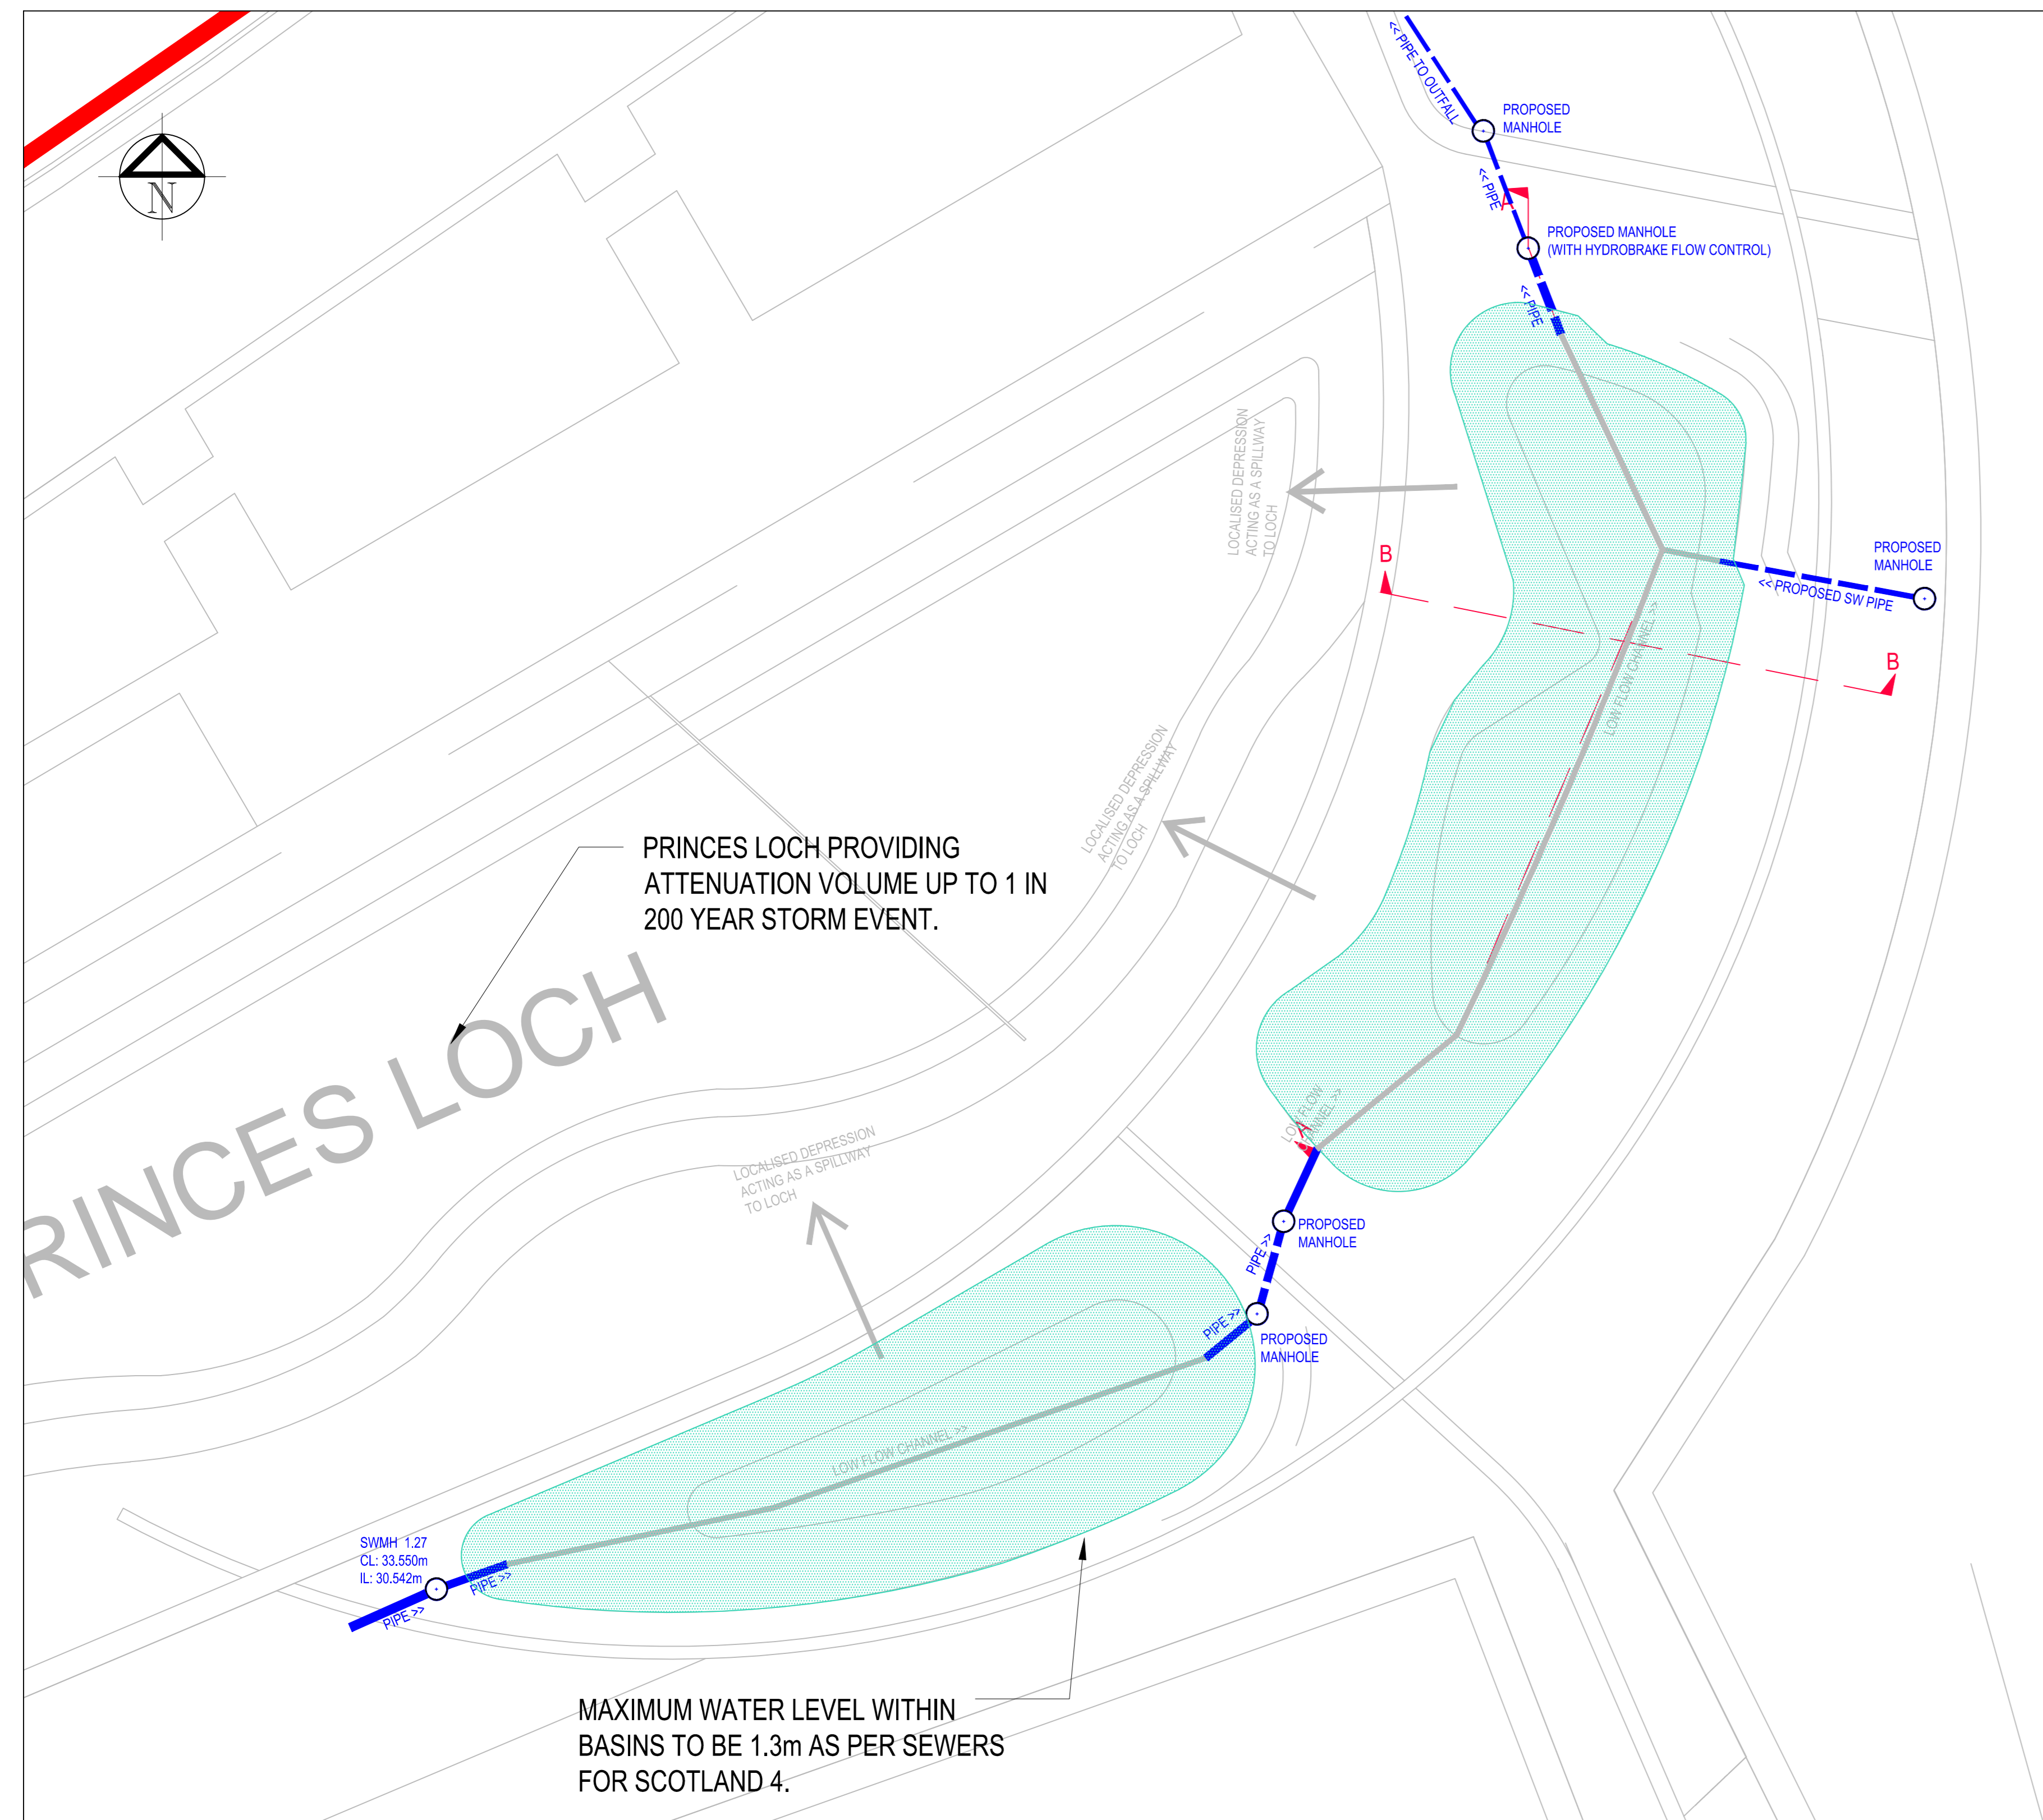 << PIPE TO OUTFALL
PROPOSED
MANHOLE
N
<< PIPE
A
PROPOSED MANHOLE
(WITH HYDROBRAKE FLOW CONTROL)
<< PIPE
LOCALISED DEPRESSION
ACTING AS A SPILLWAY
TO LOCH
B
PROPOSED
MANHOLE
<< PROPOSED SW PIPE
B
LOW FLOW CHANNEL >>
LOCALISED DEPRESSION
ACTING AS A SPILLWAY
TO LOCH
PRINCES LOCH PROVIDING
ATTENUATION VOLUME UP TO 1 IN
200 YEAR STORM EVENT.
RINCES LOCH
LOW FLOW
CHANNEL >>
A
LOCALISED DEPRESSION
ACTING AS A SPILLWAY
TO LOCH
PROPOSED
MANHOLE
PIPE >>
PIPE >>
PROPOSED
MANHOLE
LOW FLOW CHANNEL >>
SWMH 1.27
CL: 33.550m
IL: 30.542m
PIPE >>
PIPE >>
MAXIMUM WATER LEVEL WITHIN
BASINS TO BE 1.3m AS PER SEWERS
FOR SCOTLAND 4.